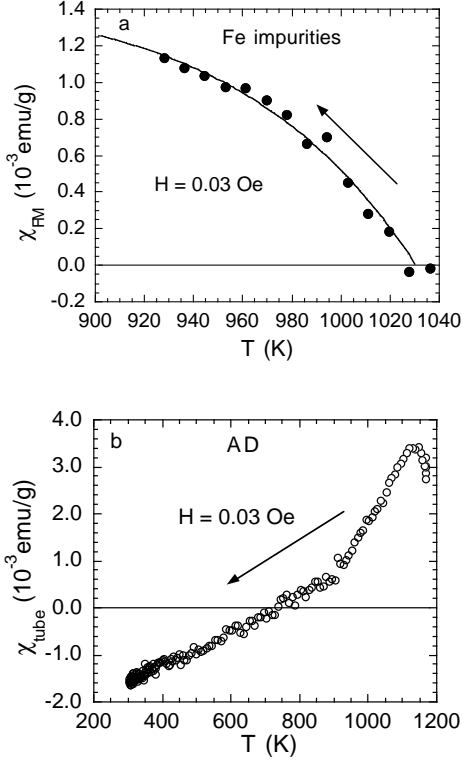 a
Fe impurities
H = 0.03 Oe
χFM (10-3emu/g)
1.4
1.2
1.0
0.8
0.6
0.4
0.2
0.0
-0.2
900 920 940 960 980 1000 1020 1040
T (K)
b
AD
H = 0.03 Oe
χtube (10-3emu/g)
4.0
3.0
2.0
1.0
0.0
-1.0
-2.0
200 400 600 800 1000 1200
T (K)